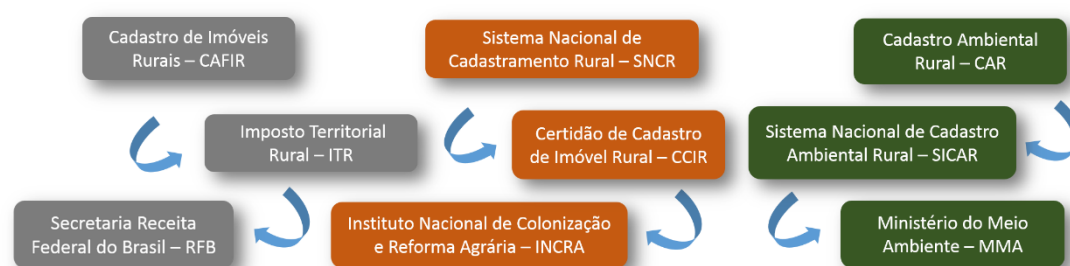 Cadastro de Imóveis
Rurais – CAFIR
Sistema Nacional de
Cadastramento Rural – SNCR
Cadastro Ambiental
Rural – CAR
Imposto Territorial
Rural – ITR
Certidão de Cadastro
de Imóvel Rural – CCIR
Sistema Nacional de Cadastro
Ambiental Rural – SICAR
Secretaria Receita
Federal do Brasil – RFB
Instituto Nacional de Colonização
e Reforma Agrária – INCRA
Ministério do Meio
Ambiente – MMA